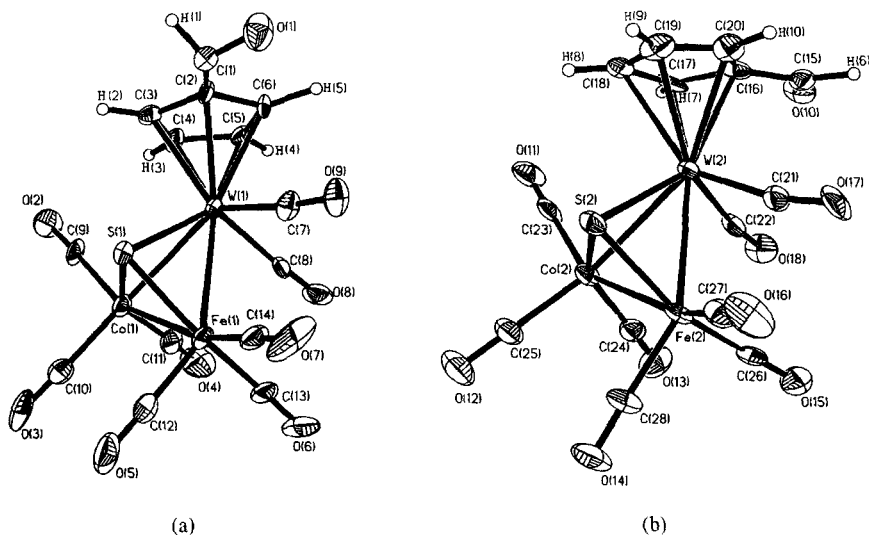 H(1)
O(1)
C(1)
C(2)
C(6)
H(5)
H(2)
C(3)
C(4)
C(5)
H(3)
H(4)
O(9)
W(1)
O(2)
C(9)
C(7)
S(1)
C(8)
O(8)
Co(1)
Fe(1)
C(14)
O(7)
C(11)
O(4)
C(10)
C(13)
O(3)
C(12)
O(6)
O(5)
(a)
H(9)
C(19)
C(20)
H(10)
H(8)
C(17)
C(15)
H(6)
C(18)
H(7)
C(16)
O(10)
O(11)
W(2)
C(21)
O(17)
S(2)
C(23)
C(22)
O(18)
Co(2)
C(27)
O(16)
Fe(2)
C(25)
C(24)
O(13)
C(26)
O(12)
O(15)
C(28)
O(14)
(b)